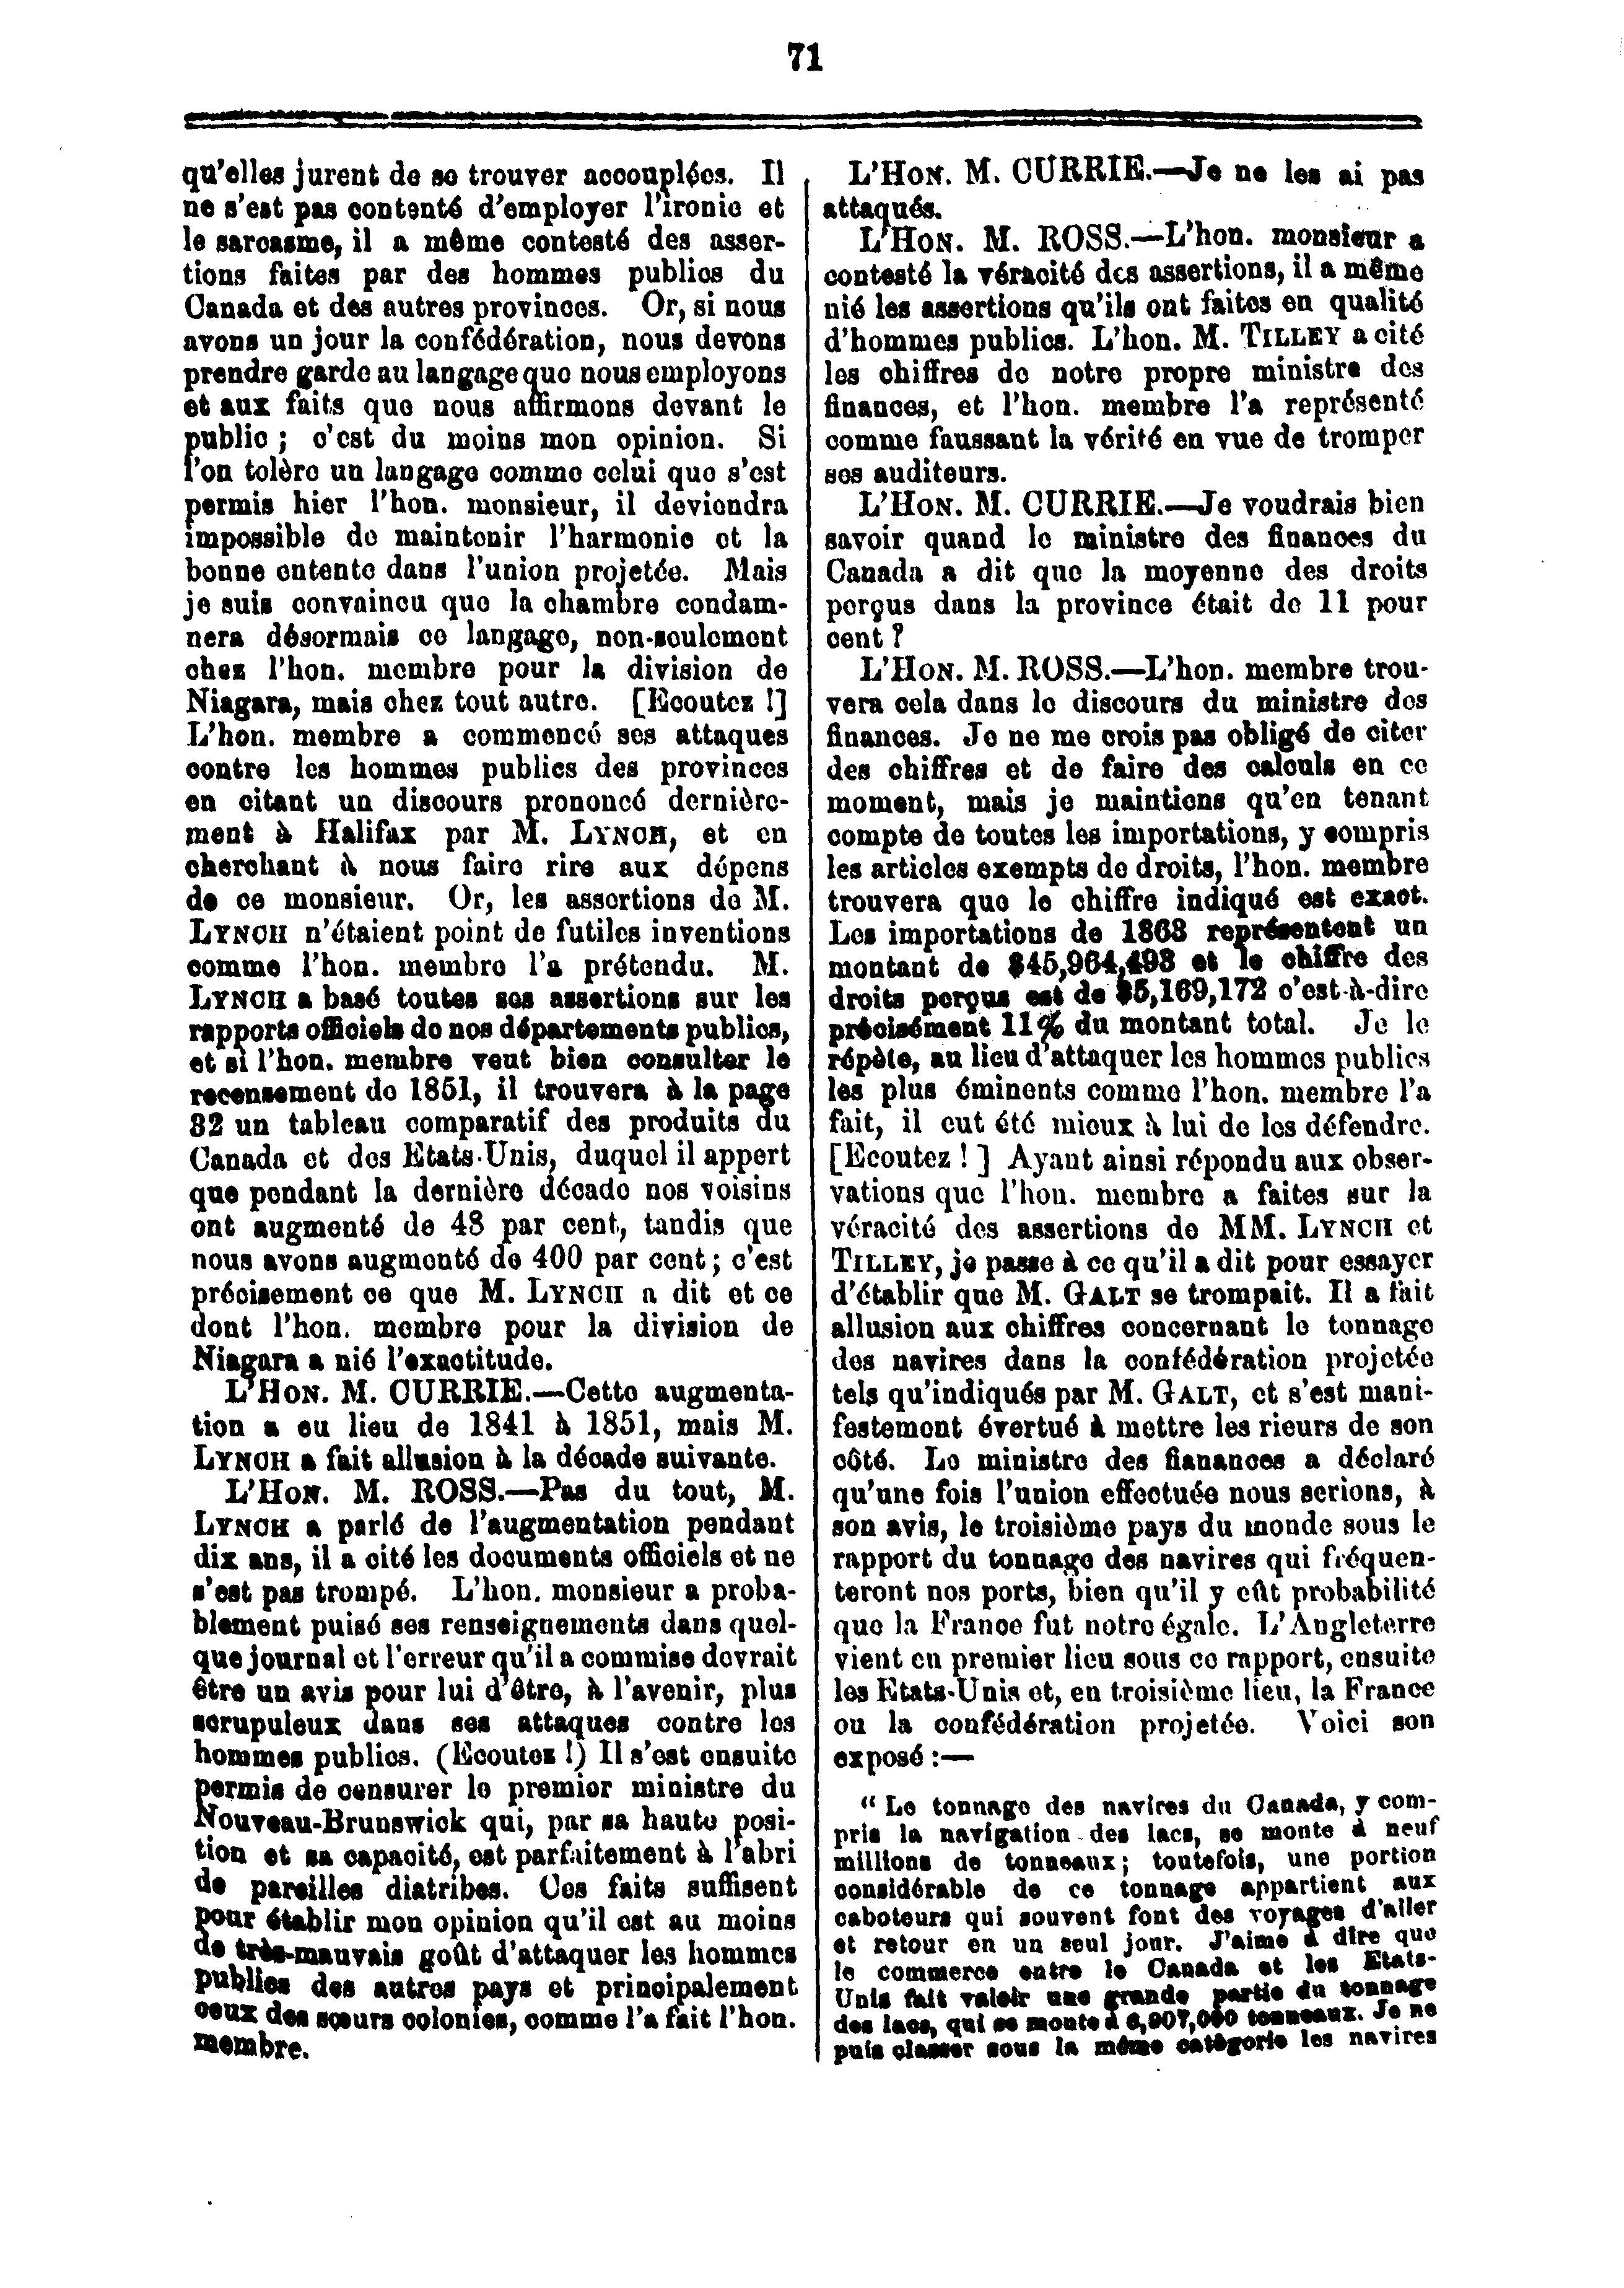 71
qu'elles jurent de se trouver accouplées. Il
ne s'est pas contenté d'employer l'ironie et
le sarcasme, il a même contesté des asser-
tions faites par des hommes publics du
Canada et des autres provinces. Or, si nous
avons un jour la confédération, nous devons
prendre garde au langage que nous employons
et aux faits que nous affirmons devant le
public ; c'est du moins mon opinion. Si
l'on tolère un langage comme celui que s'est
permis hier l'hon. monsieur, il deviendra
impossible de maintenir l'harmonie et la
bonne entente dans l'union projetée. Mais
je suis convaincu que la chambre condam-
nera désormais ce langage, non-seulement
chez l'hon. membre pour la division de
Niagara, mais chez tout autre. [Ecoutez !]
L'hon. membre a commencé ses attaques
contre les hommes publics des provinces
en citant un discours prononcé dernière-
ment à Halifax par M. LYNCH, et en
cherchant à nous faire rire aux dépens
de ce monsieur. Or, les assertions de M.
LYNCH n'étaient point de futiles inventions
comme l'hon. membre l'a prétendu. M.
LYNCH a basé toutes ses assertions sur les
rapports officiels de nos départements publics,
et si l'hon. membre veut bien consulter le
recensement de 1851, il trouvera à la page
32 un tableau comparatif des produits du
Canada et des Etats-Unis, duquel il appert
que pendant la dernière décade nos voisins
ont augmenté de 48 par cent, tandis que
nous avons augmenté de 400 par cent ; c'est
précisement ce que M. LYNCH a dit et ce
dont l'hon. membre pour la division de
Niagara a nié l'exactitude.
L'HON. M. CURRIE.—Cette augmenta-
tion a eu lieu de 1841 à 1851, mais M.
LYNCH a fait allusion à la décade suivante.
L'HON. M. ROSS.—Pas du tout, M.
LYNCH a parlé de l'augmentation pendant
dix ans, il a cité les documents officiels et ne
s'est pas trompé. L'hon. monsieur a proba-
blement puisé ses renseignements dans quel-
que journal et l'erreur qu'il a commise devrait
être un avis pour lui d'être, à l'avenir, plus
scrupuleux dans ses attaques contre les
hommes publics. (Ecoutez !) Il s'est ensuite
permis de censurer le premier ministre du
Nouveau-Brunswick qui, par sa haute posi-
tion et sa capacité, est parfaitement à l'abri
de pareilles diatribes. Ces faits suffisent
pour établir mon opinion qu'il est au moins
de très-mauvais goût d'attaquer les hommes
publics des autres pays et principalement
ceux des sœurs colonies, comme l'a fait l'hon.
membre.
L'HON. M. CURRIE.—Je ne les ai pas
attaqués.
L'HON. M. ROSS.—L'hon. monsieur a
contesté la véracité des assertions, il a même
nié les assertions qu'ils ont faites en qualité
d'hommes publics. L'hon. M. TILLEY a cité
les chiffres de notre propre ministre des
finances, et l'hon. membre l'a représenté
comme faussant la vérité en vue de tromper
ses auditeurs.
L'HON. M. CURRIE.—Je voudrais bien
savoir quand le ministre des finances du
Canada a dit que la moyenne des droits
perçus dans la province était de 11 pour
cent ?
L'HON. M. ROSS.—L'hon. membre trou-
vera cela dans le discours du ministre des
finances. Je ne me crois pas obligé de citer
des chiffres et de faire des calculs en ce
moment, mais je maintiens qu'en tenant
compte de toutes les importations, y compris
les articles exempts de droits, l'hon. membre
trouvera que le chiffre indiqué est exact.
Les importations de 1863 représentent un
montant de $45,964,493 et le chiffre des
droits perçus est de $5,169,172 c'est-à-dire
précisément 11% du montant total. Je le
répète, au lieu d'attaquer les hommes publics
les plus éminents comme l'hon. membre l'a
fait, il eut été mieux à lui de les défendre.
[Ecoutez ! ] Ayant ainsi répondu aux obser-
vations que l'hon. membre a faites sur la
véracité des assertions de MM. LYNCH et
TILLEY, je passe à ce qu'il a dit pour essayer
d'établir que M. GALT se trompait. Il a fait
allusion aux chiffres concernant le tonnage
des navires dans la confédération projetée
tels qu'indiqués par M. GALT, et s'est mani-
festement évertué à mettre les rieurs de son
côté. Le ministre des fianances a déclaré
qu'une fois l'union effectuée nous serions, à
son avis, le troisième pays du monde sous le
rapport du tonnage des navires qui fréquen-
teront nos ports, bien qu'il y eût probabilité
que la France fut notre égale. L'Angleterre
vient en premier lieu sous ce rapport, ensuite
les Etats-Unis et, en troisième lieu, la France
ou la confédération projetée. Voici son
exposé :—
“ Le tonnage des navires du Canada, y com-
pris la navigation des lacs, se monte à neuf
millions de tonneaux ; toutefois, une portion
considérable de ce tonnage appartient aux
caboteurs qui souvent font des voyages d'aller
et retour en un seul jour. J'aime à dire que
le commerce entre le Canada et les Etats-
Unis fait valoir une grande partie du tonnage
des lacs, qui se monte à 6,907,000 tonneaux. Je ne
puis classer sous la même catégorie les navires